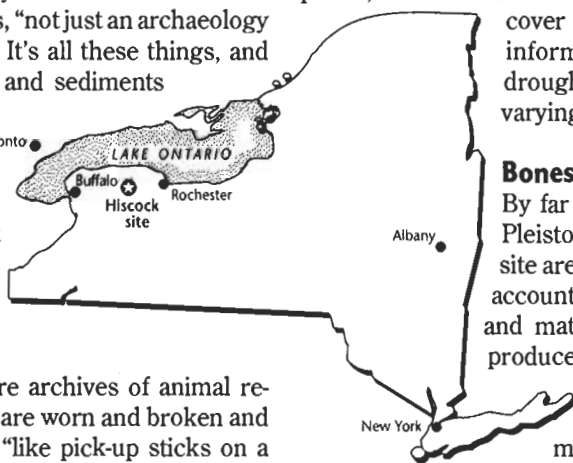 s, “not just an archaeology
It's all these things, and
and sediments
onto
LAKE ONTARIO
Buffalo
Hiscock
site
Rochester
Albany
New York
re archives of animal re-
are worn and broken and
“like pick-up sticks on a
cover
inform
drough
varying
Bones
By far
Pleisto
site are
account
and mat
produce
m